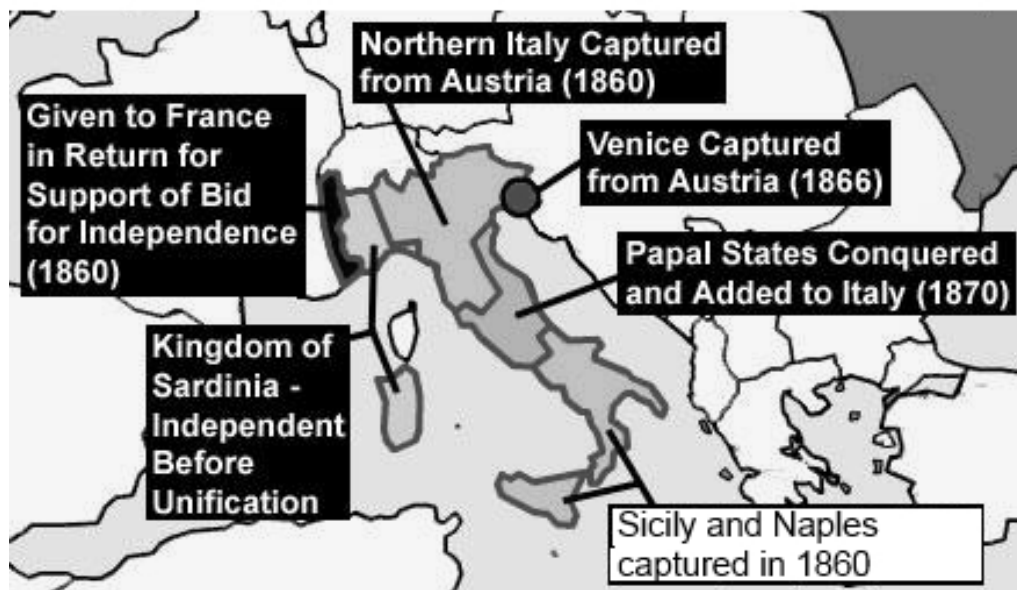 Northern Italy Captured
from Austria (1860)
Given to France
in Return for
Support of Bid
for Independence
(1860)
Venice Captured
from Austria (1866)
Papal States Conquered
and Added to Italy (1870)
Kingdom of
Sardinia -
Independent
Before
Unification
Sicily and Naples
captured in 1860